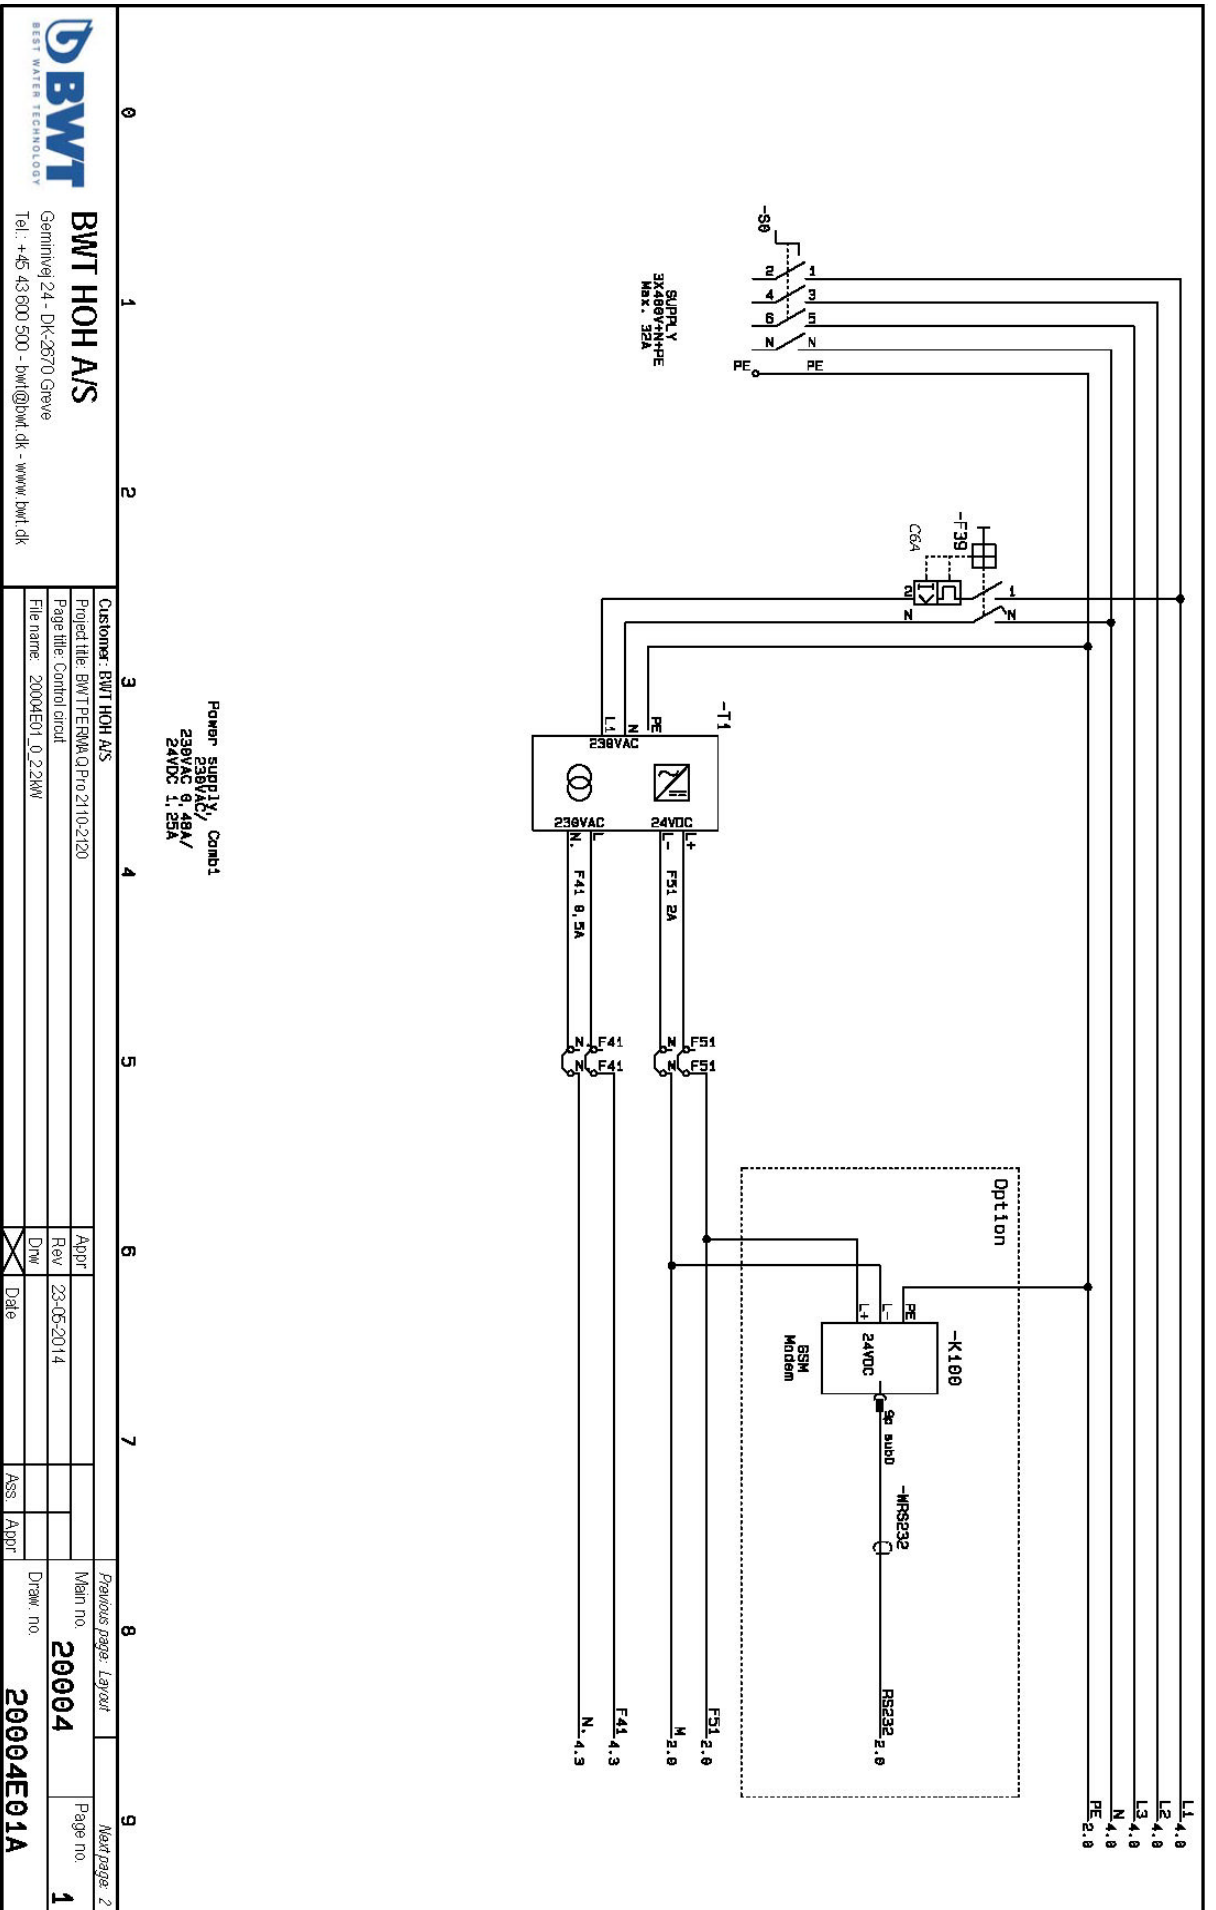 L1
4.0
L2
4.0
L3
4.0
N
4.0
PE
2.0
-S0
1
2
3
4
5
6
N
N
PE
PE
SUPPLY
3X400V+N+PE
Max. 32A
-F39
C6A
1
2
N
N
I>
-T1
PE
N
L1
230VAC
230VAC
24VDC
L+
L-
L
N.
F51 2A
F41 0,5A
Power supply, Combi
230VAC/
230VAC 0,48A/
24VDC 1,25A
F51
F51
F41
F41
N.
N.
Option
-K100
PE
L-
L+
24VDC
GSM
Modem
9p subD
-WRS232
RS232
2.0
F51
2.0
M
2.0
F41
4.3
N.
4.3
0
1
2
3
4
5
6
7
8
9
BWT
BEST WATER TECHNOLOGY
BWT HOH A/S
Geminivej 24 - DK-2670 Greve
Tel.: +45 43 600 500 - bwt@bwt.dk - www.bwt.dk
Customer: BWT HOH A/S
Project title: BWT PERMAQ Pro 2110-2120
Page title: Control circut
File name: 20004E01_0_2.2kW
Appr
Rev 23-05-2014
Drw
Date
Ass.
Appr
Previous page: Layout
Next page: 2
Main no.
20004
Page no.
1
Draw. no.
20004E01A